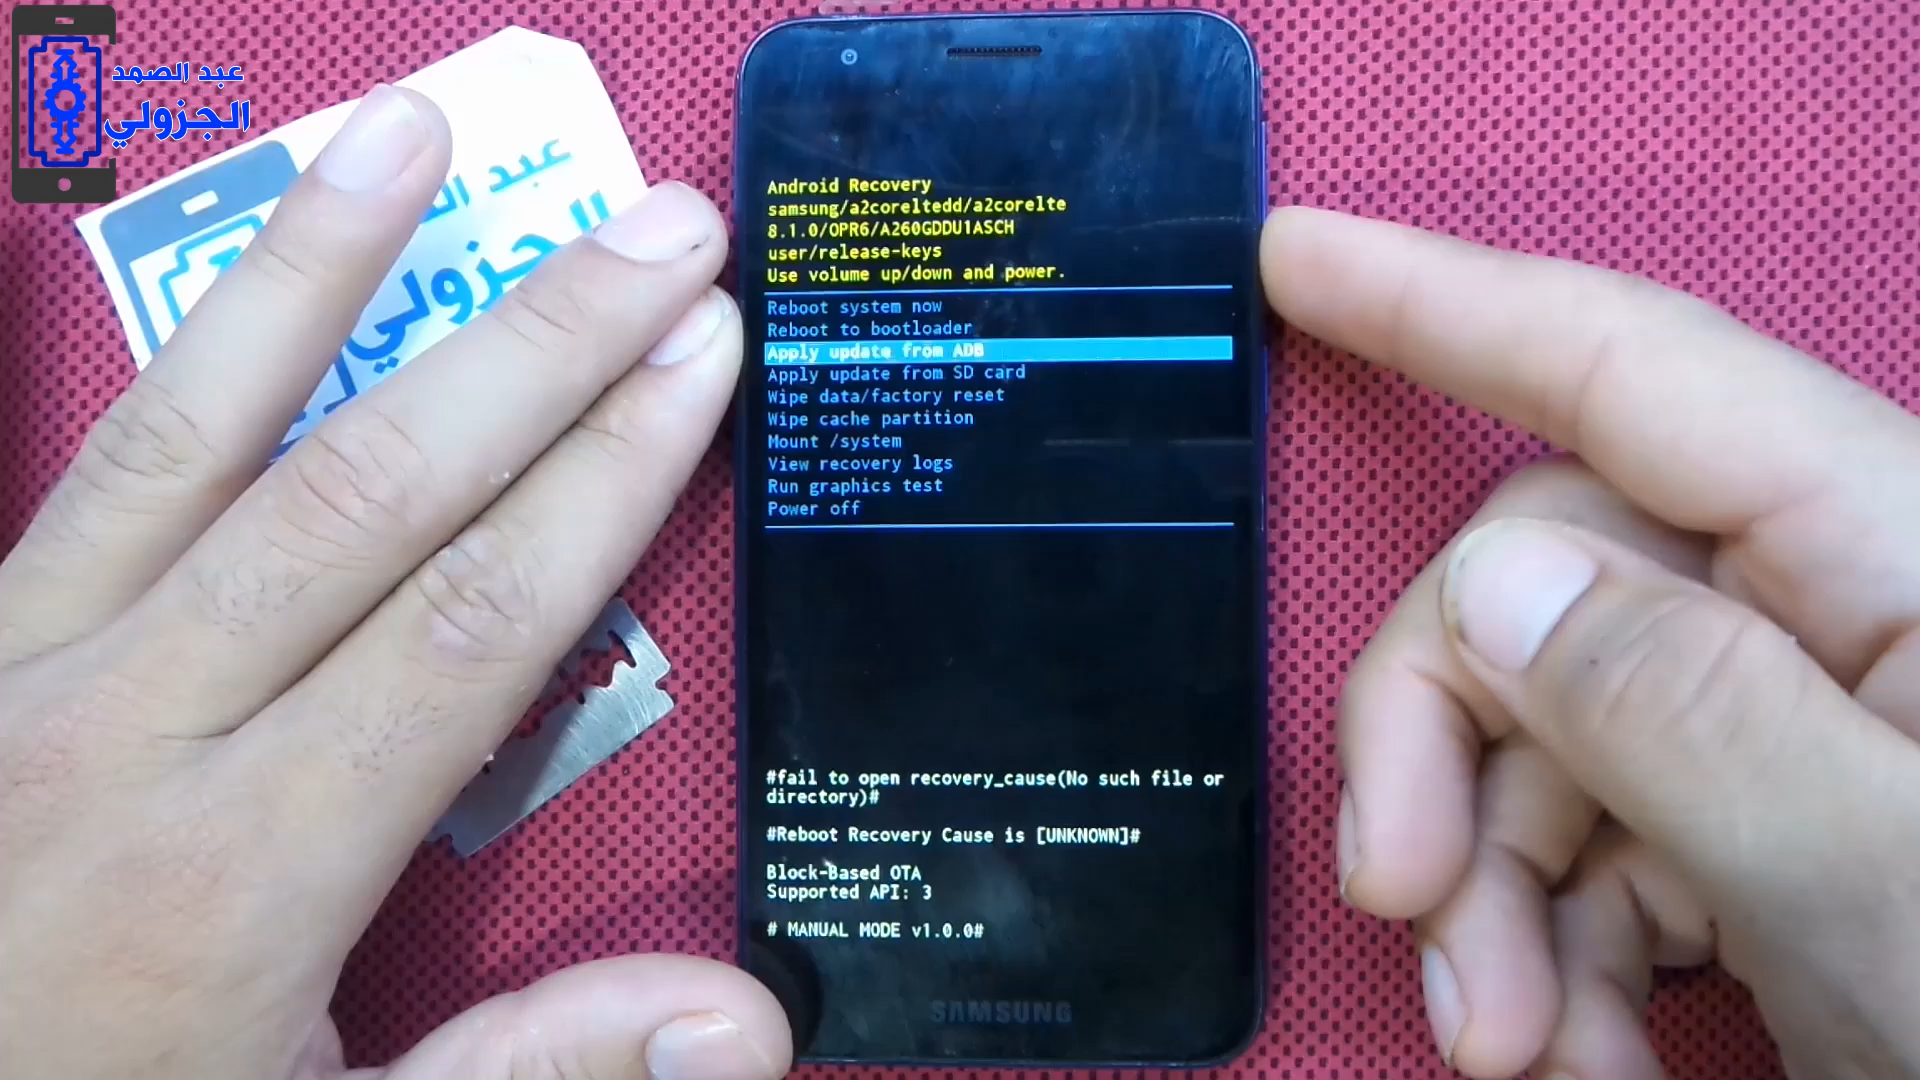 عبد الصمد
الجزولي
عبد الص
الجزولي
Android Recovery
samsung/a2coreltedd/a2corelte
8.1.0/OPR6/A260GDDU1ASCH
user/release-keys
Use volume up/down and power.
Reboot system now
Reboot to bootloader
Apply update from ADB
Apply update from SD card
Wipe data/factory reset
Wipe cache partition
Mount /system
View recovery logs
Run graphics test
Power off
#fail to open recovery_cause(No such file or
directory)#
#Reboot Recovery Cause is [UNKNOWN]#
Block-Based OTA
Supported API: 3
# MANUAL MODE v1.0.0#
SAMSUNG